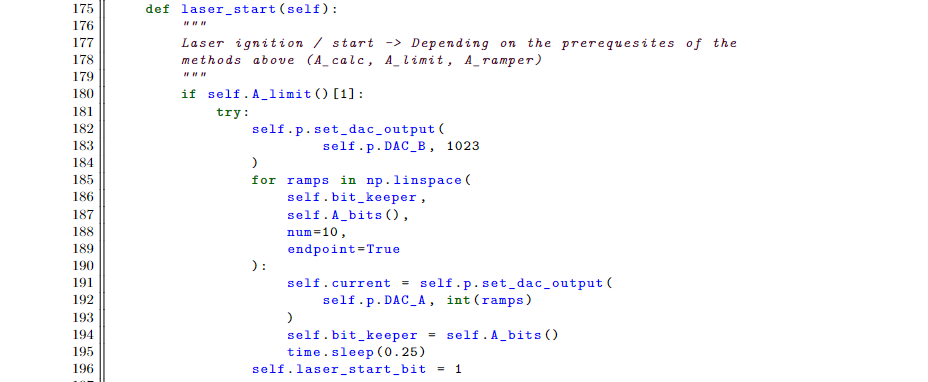 175 def laser_start(self):
176 """
177 Laser ignition / start -> Depending on the prerequesites of the
178 methods above (A_calc, A_limit, A_ramper)
179 """
180 if self.A_limit()[1]:
181 try:
182 self.p.set_dac_output(
183 self.p.DAC_B, 1023
184 )
185 for ramps in np.linspace(
186 self.bit_keeper,
187 self.A_bits(),
188 num=10,
189 endpoint=True
190 ):
191 self.current = self.p.set_dac_output(
192 self.p.DAC_A, int(ramps)
193 )
194 self.bit_keeper = self.A_bits()
195 time.sleep(0.25)
196 self.laser_start_bit = 1